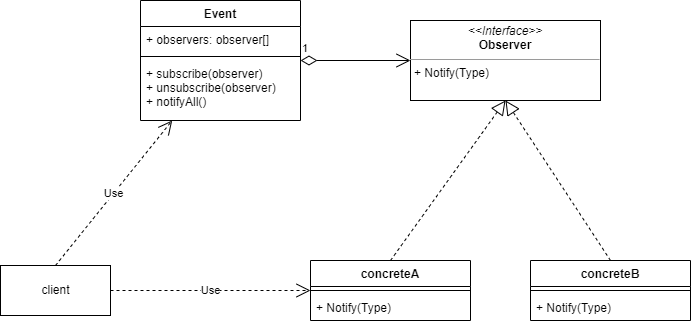 Event
+ observers: observer[]
+ subscribe(observer)
+ unsubscribe(observer)
+ notifyAll()
1
<<Interface>>
Observer
+ Notify(Type)
Use
client
Use
concreteA
+ Notify(Type)
concreteB
+ Notify(Type)